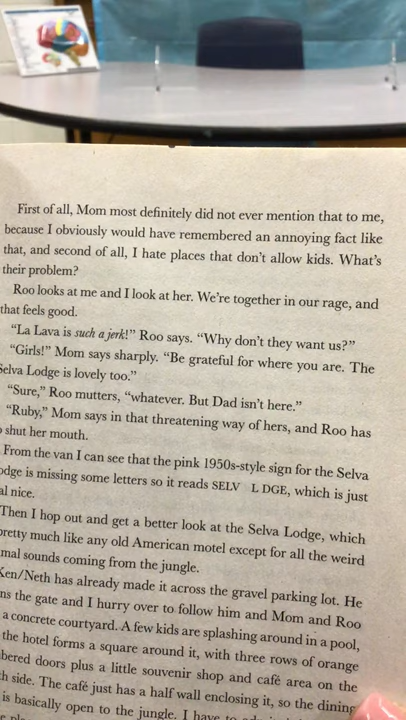 First of all, Mom most definitely did not ever mention that to me,
because I obviously would have remembered an annoying fact like
that, and second of all, I hate places that don't allow kids. What's
their problem?
Roo looks at me and I look at her. We're together in our rage, and
that feels good.
"La Lava is such a jerk!" Roo says. "Why don't they want us?"
"Girls!" Mom says sharply. "Be grateful for where you are. The
Selva Lodge is lovely too."
"Sure," Roo mutters, "whatever. But Dad isn't here."
"Ruby," Mom says in that threatening way of hers, and Roo has
shut her mouth.
From the van I can see that the pink 1950s-style sign for the Selva
odge is missing some letters so it reads SELV L DGE, which is just
al nice.
Then I hop out and get a better look at the Selva Lodge, which
pretty much like any old American motel except for all the weird
mal sounds coming from the jungle.
Ken/Neth has already made it across the gravel parking lot. He
ns the gate and I hurry over to follow him and Mom and Roo
a concrete courtyard. A few kids are splashing around in a pool,
the hotel forms a square around it, with three rows of orange
bered doors plus a little souvenir shop and café area on the
h side. The café just has a half wall enclosing it, so the dining
is basically open to the jungle. I have to